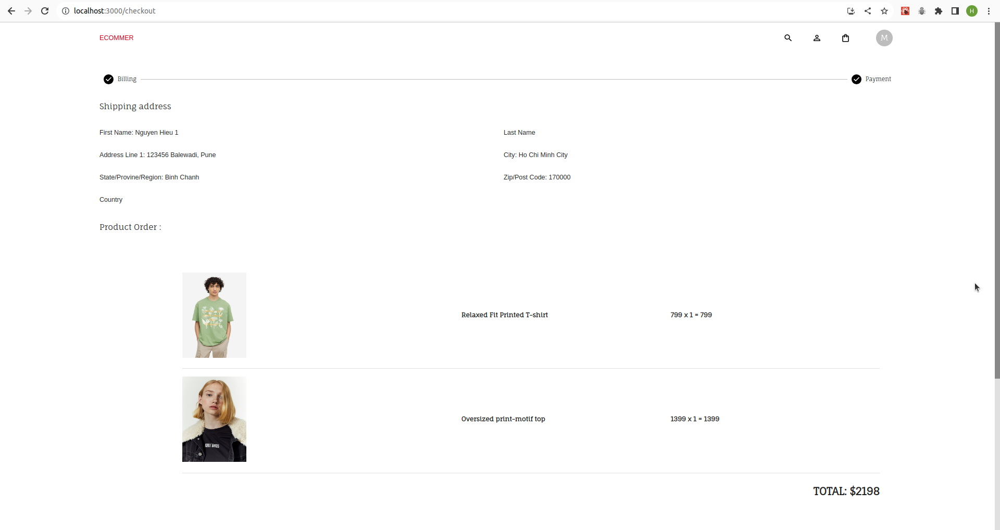 localhost:3000/checkout
H
ECOMMER
M
Billing
Payment
Shipping address
First Name: Nguyen Hieu 1
Last Name
Address Line 1: 123456 Balewadi, Pune
City: Ho Chi Minh City
State/Provine/Region: Binh Chanh
Zip/Post Code: 170000
Country
Product Order :
Relaxed Fit Printed T-shirt
799 x 1 = 799
Oversized print-motif top
1399 x 1 = 1399
TOTAL: $2198